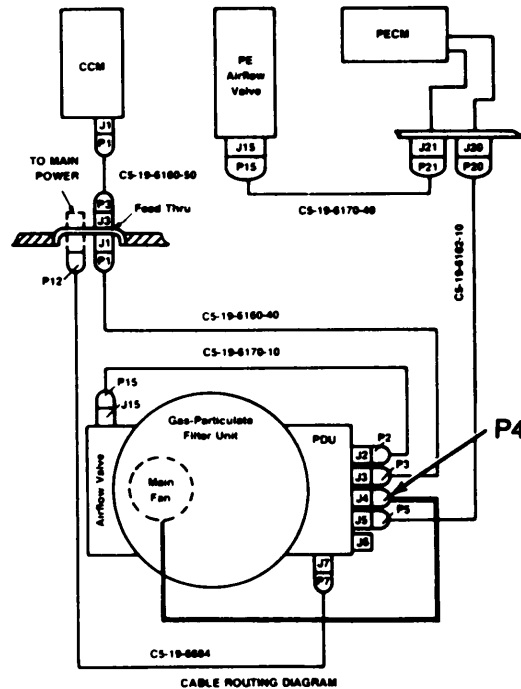 CCM
PE
Airflow
Valve
PECM
J1
P1
J15
P15
J21
P21
J20
P20
TO MAIN
POWER
C5-19-6160-50
P3
J3
Feed Thru
J1
P1
P12
C5-19-6170-40
C5-19-6162-10
C5-19-6160-40
C5-19-6170-10
P15
J15
Gas-Particulate
Filter Unit
PDU
P2
J2
P3
J3
P4
J4
P5
J5
J6
Airflow Valve
Main
Fan
J7
P7
C5-19-6664
CABLE ROUTING DIAGRAM